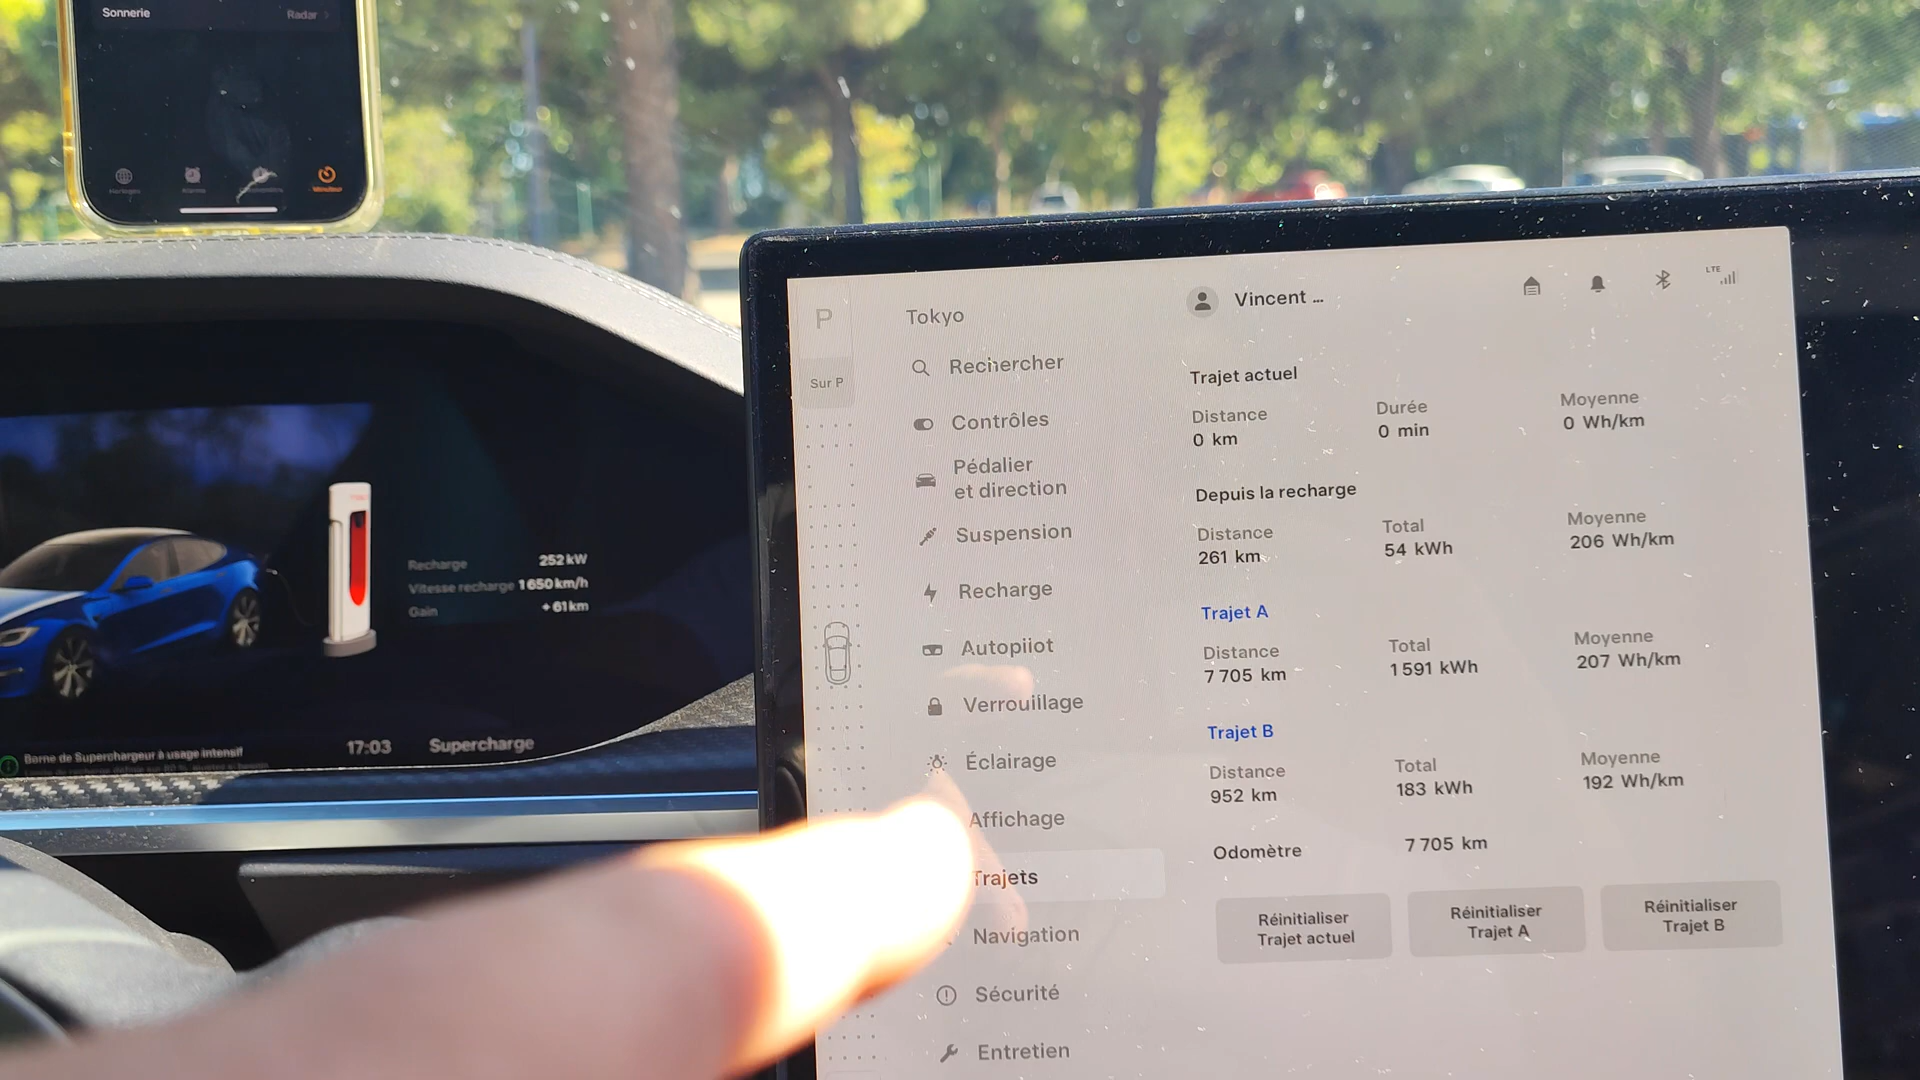 Sonnerie
Radar
Recharge 252 kW
Vitesse recharge 1 650 km/h
Gain + 61 km
Borne de Superchargeur à usage intensif
17:03 Supercharge
P
Sur P
Tokyo
Rechercher
Contrôles
Pédalier
et direction
Suspension
Recharge
Autopilot
Verrouillage
Éclairage
Affichage
Trajets
Navigation
Sécurité
Entretien
Vincent ...
LTE
Trajet actuel
Distance Durée Moyenne
0 km 0 min 0 Wh/km
Depuis la recharge
Distance Total Moyenne
261 km 54 kWh 206 Wh/km
Trajet A
Distance Total Moyenne
7 705 km 1 591 kWh 207 Wh/km
Trajet B
Distance Total Moyenne
952 km 183 kWh 192 Wh/km
Odomètre 7 705 km
Réinitialiser
Trajet actuel
Réinitialiser
Trajet A
Réinitialiser
Trajet B